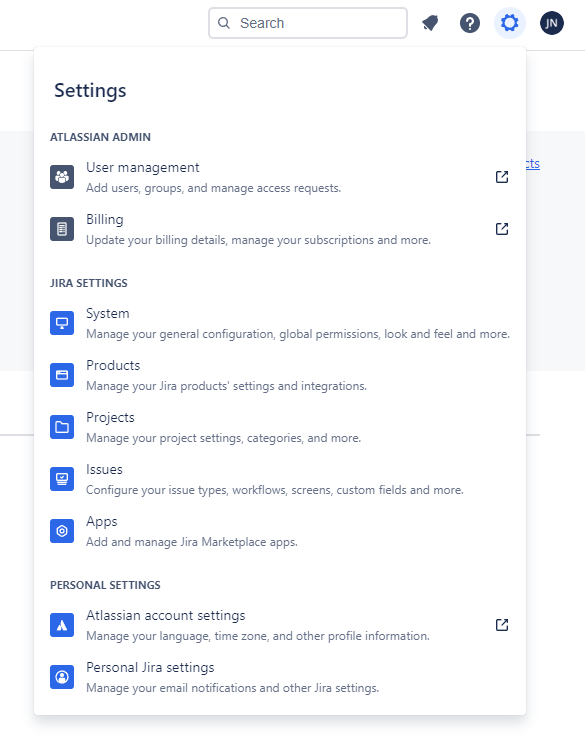 Search
JN
Settings
ATLASSIAN ADMIN
User management
Add users, groups, and manage access requests.
cts
Billing
Update your billing details, manage your subscriptions and more.
JIRA SETTINGS
System
Manage your general configuration, global permissions, look and feel and more.
Products
Manage your Jira products' settings and integrations.
Projects
Manage your project settings, categories, and more.
Issues
Configure your issue types, workflows, screens, custom fields and more.
Apps
Add and manage Jira Marketplace apps.
PERSONAL SETTINGS
Atlassian account settings
Manage your language, time zone, and other profile information.
Personal Jira settings
Manage your email notifications and other Jira settings.